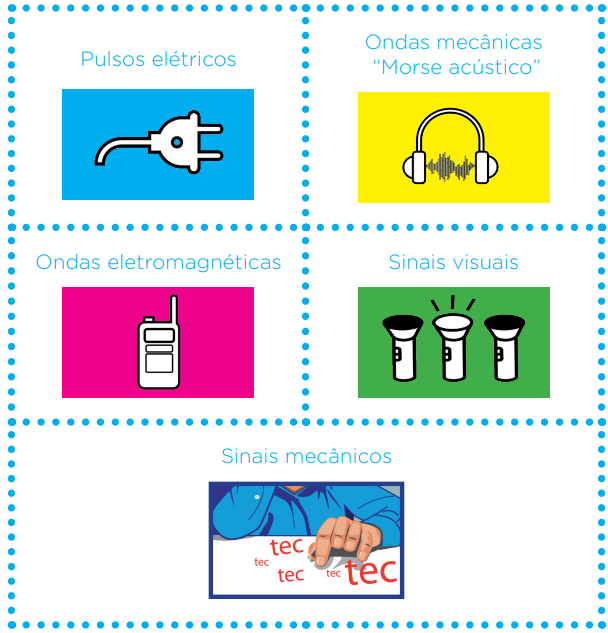 Pulsos elétricos
Ondas mecânicas
“Morse acústico”
Ondas eletromagnéticas
Sinais visuais
Sinais mecânicos
tec
tec
tec
tec
tec